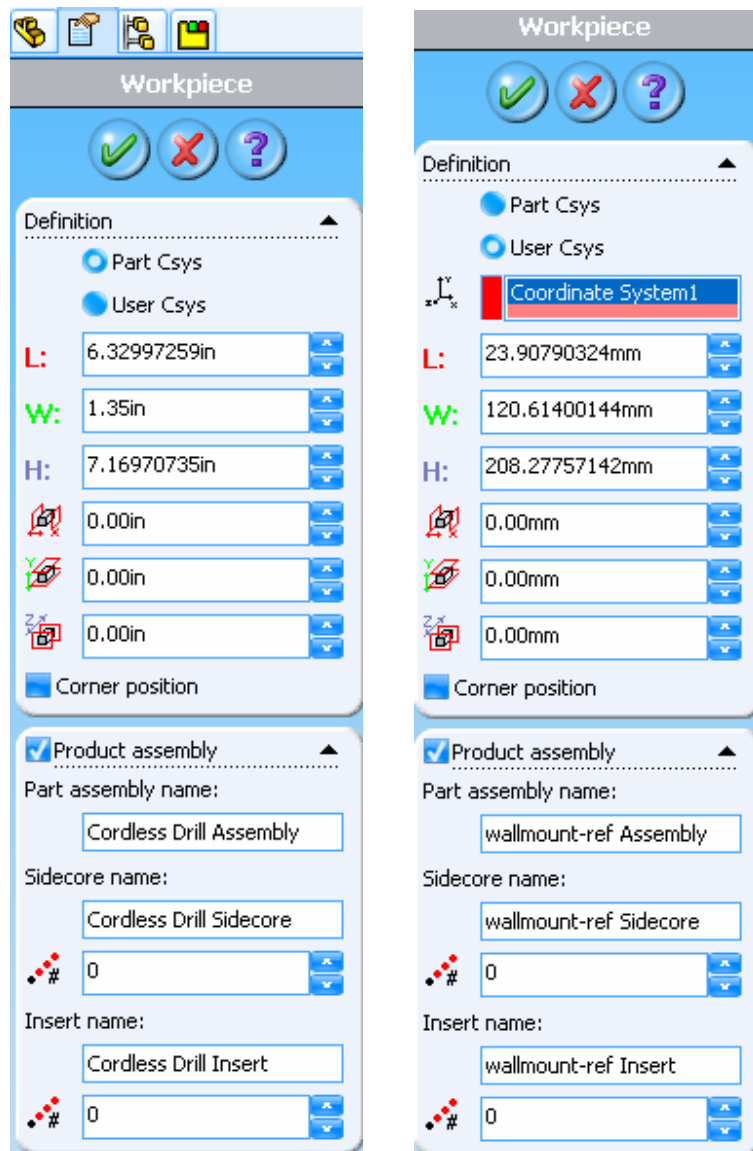 Workpiece
?
Definition
Part Csys
User Csys
L:
6.32997259in
W:
1.35in
H:
7.16970735in
X
0.00in
Y
0.00in
Z
0.00in
Corner position
Product assembly
Part assembly name:
Cordless Drill Assembly
Sidecore name:
Cordless Drill Sidecore
#
0
Insert name:
Cordless Drill Insert
#
0
Workpiece
?
Definition
Part Csys
User Csys
Y
z
x
Coordinate System1
L:
23.90790324mm
W:
120.61400144mm
H:
208.27757142mm
X
0.00mm
Y
0.00mm
Z
0.00mm
Corner position
Product assembly
Part assembly name:
wallmount-ref Assembly
Sidecore name:
wallmount-ref Sidecore
#
0
Insert name:
wallmount-ref Insert
#
0